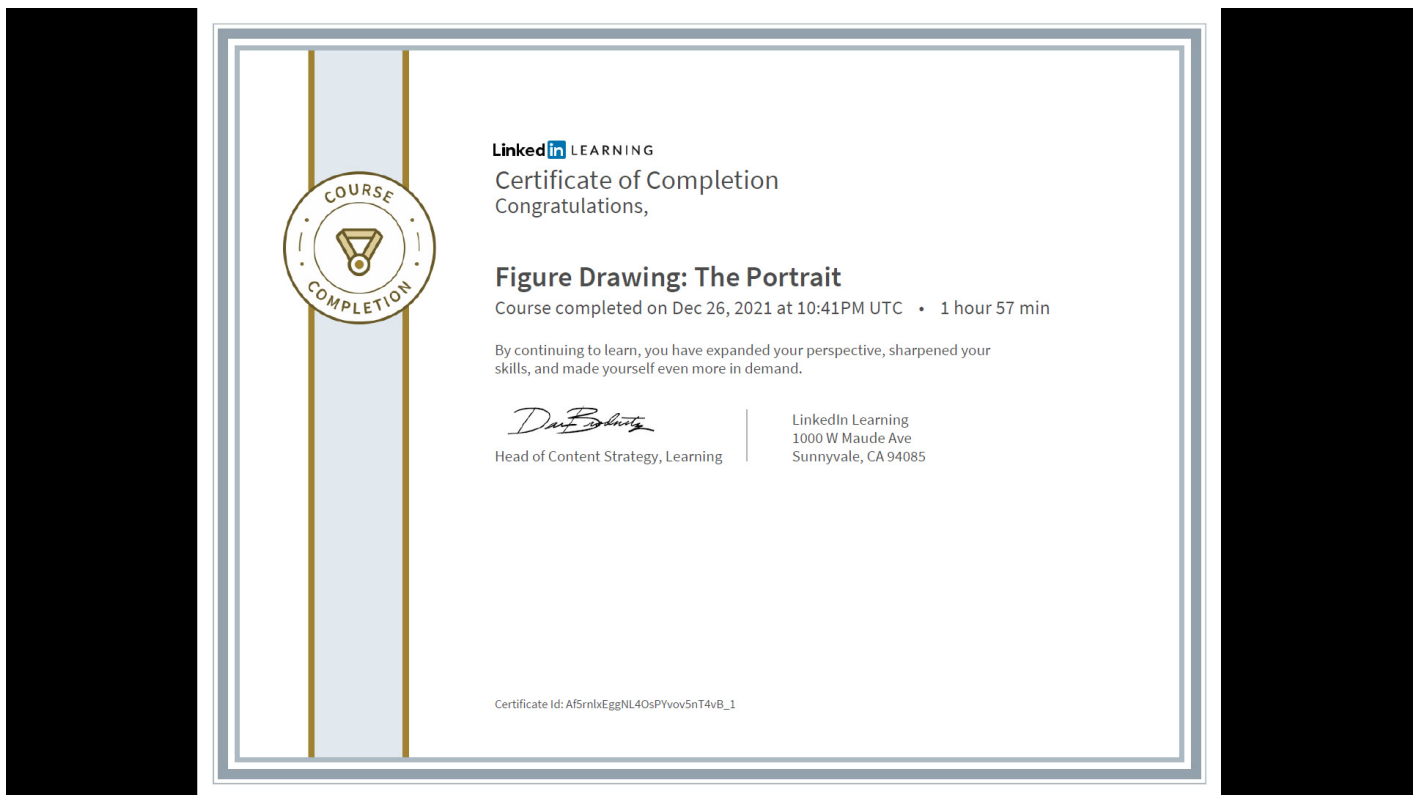 COURSE
COMPLETION
Linkedin LEARNING
Certificate of Completion
Congratulations,
Figure Drawing: The Portrait
Course completed on Dec 26, 2021 at 10:41PM UTC • 1 hour 57 min
By continuing to learn, you have expanded your perspective, sharpened your
skills, and made yourself even more in demand.
Head of Content Strategy, Learning
LinkedIn Learning
1000 W Maude Ave
Sunnyvale, CA 94085
Certificate Id: Af5rnlxEggNL4OsPYvov5nT4vB_1